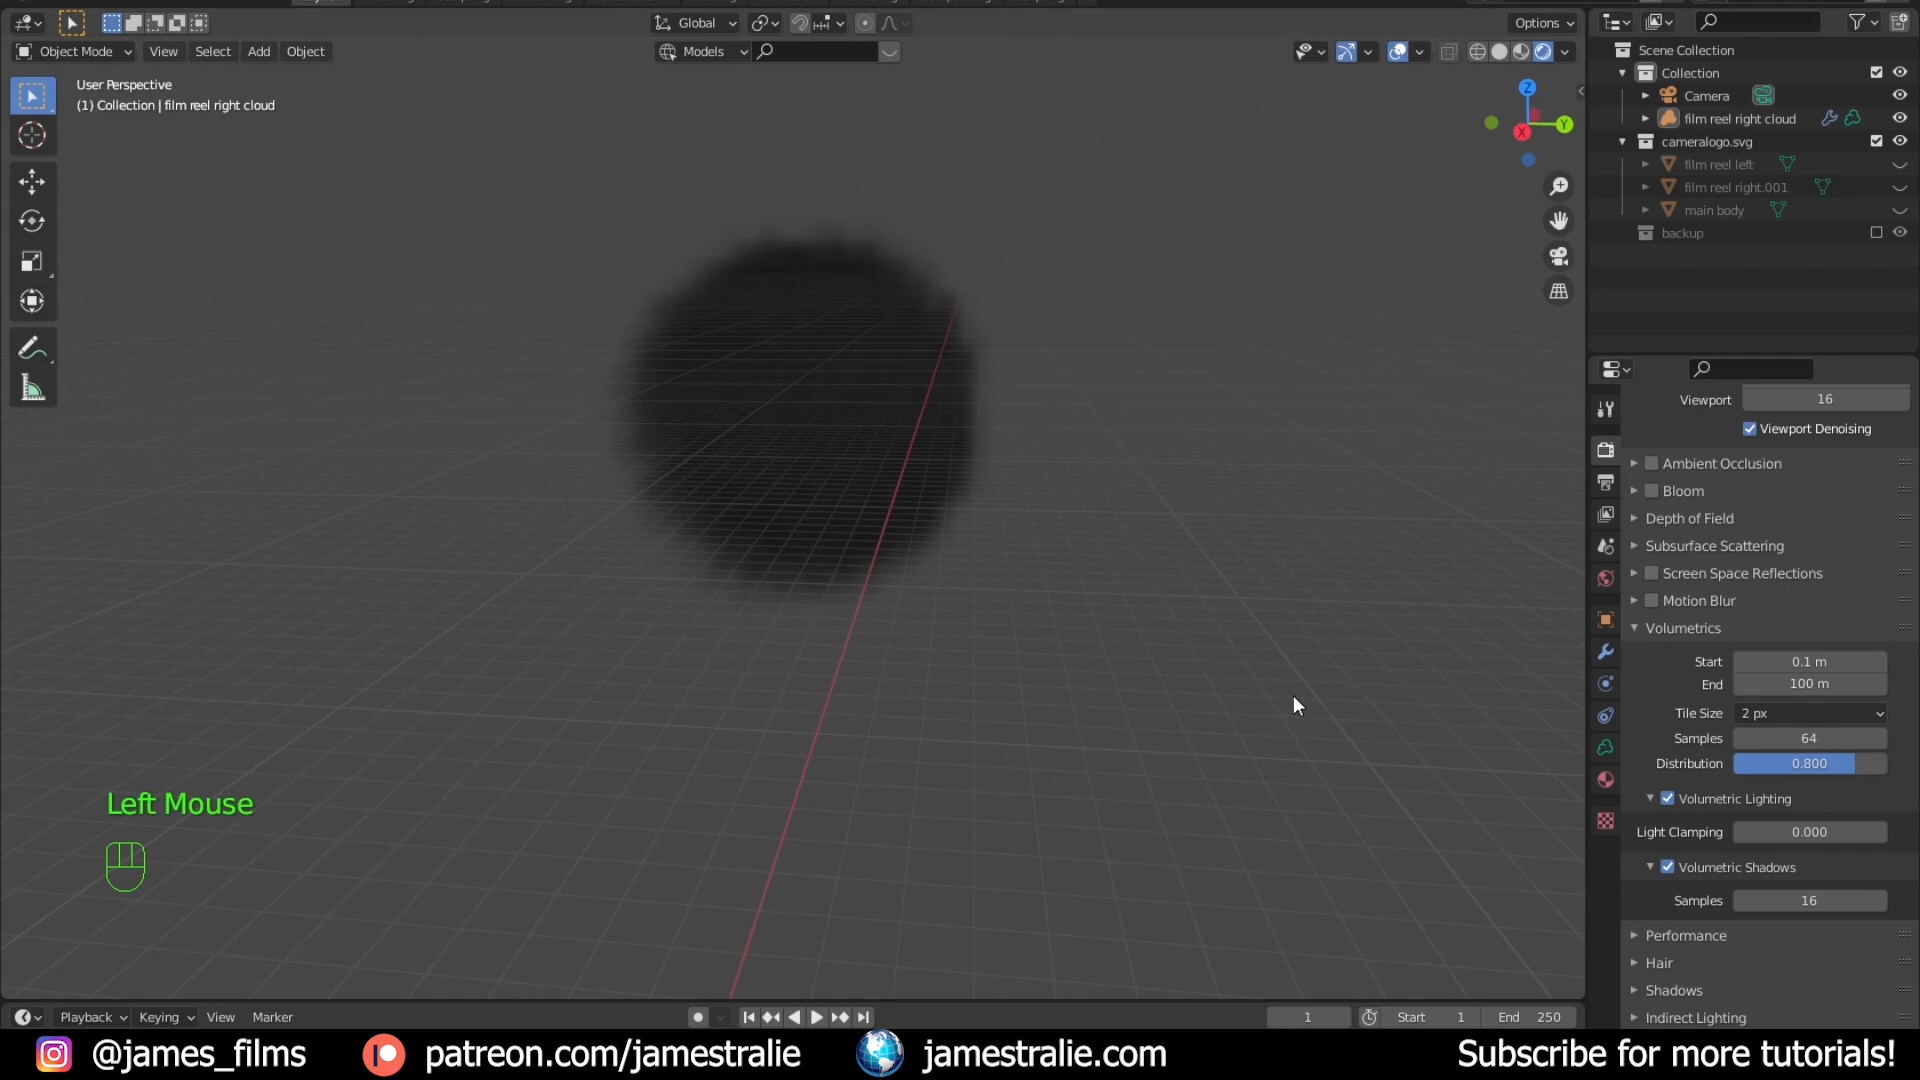 Global
Options
Object Mode
View
Select
Add
Object
Models
User Perspective
(1) Collection | film reel right cloud
Z
Y
X
Scene Collection
Collection
Camera
film reel right cloud
cameralogo.svg
film reel left
film reel right.001
main body
backup
Viewport 16
Viewport Denoising
Ambient Occlusion
Bloom
Depth of Field
Subsurface Scattering
Screen Space Reflections
Motion Blur
Volumetrics
Start 0.1 m
End 100 m
Tile Size 2 px
Samples 64
Distribution 0.800
Volumetric Lighting
Light Clamping 0.000
Volumetric Shadows
Samples 16
Performance
Hair
Shadows
Indirect Lighting
Left Mouse
Playback
Keying
View
Marker
1
Start 1
End 250
@james_films
patreon.com/jamestralie
jamestralie.com
Subscribe for more tutorials!